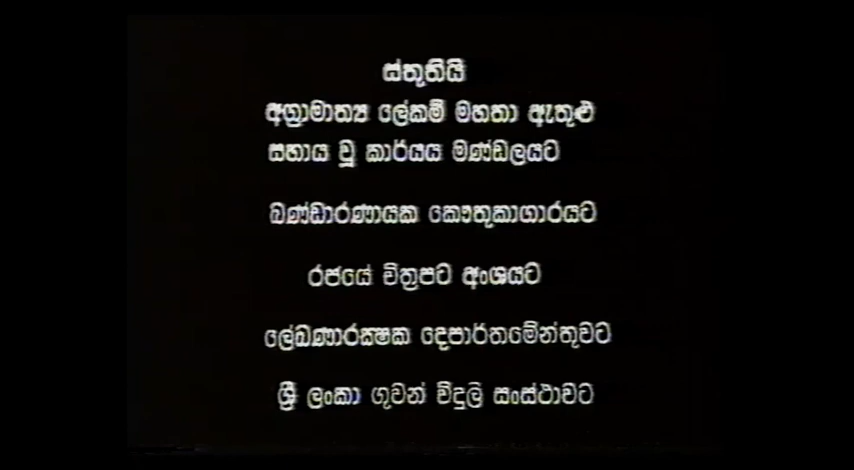 ස්තූතියි
අග්‍රාමාත්‍ය ලේකම් මහතා ඇතුළු
සහාය වූ කාර්යය මණ්ඩලයට
බණ්ඩාරණායක කෞතුකාගාරයට
රජයේ චිත්‍රපට අංශයට
ලේඛණාරක්ෂක දෙපාර්තමේන්තුවට
ශ්‍රී ලංකා ගුවන් විදුලි සංස්ථාවට